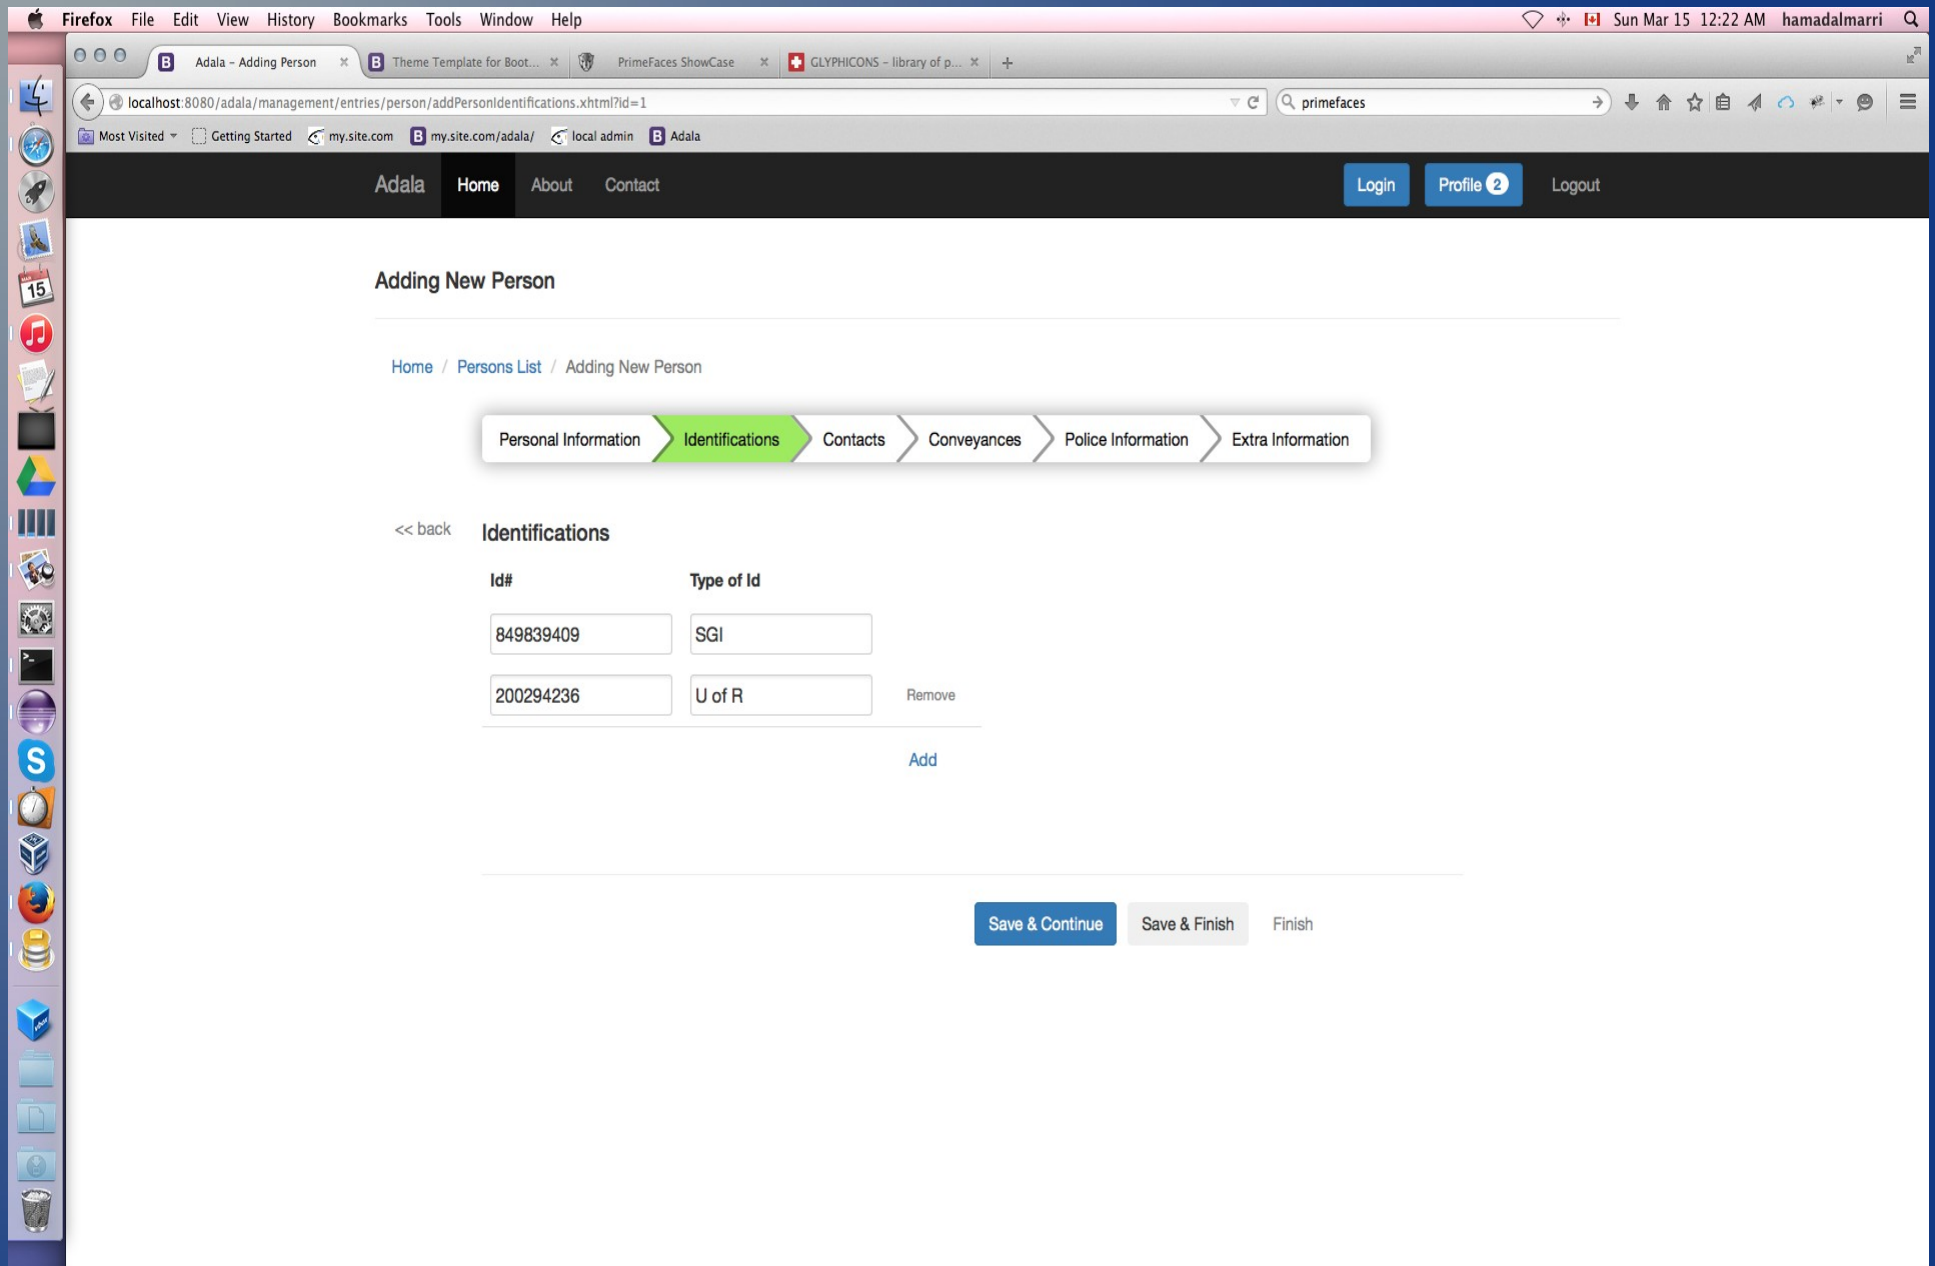 Firefox File Edit View History Bookmarks Tools Window Help Sun Mar 15 12:22 AM hamadalmarri
B Adala - Adding Person B Theme Template for Boot... PrimeFaces ShowCase GLYPHICONS - library of p...
localhost:8080/adala/management/entries/person/addPersonIdentifications.xhtml?id=1 primefaces
Most Visited Getting Started my.site.com B my.site.com/adala/ local admin B Adala
Adala Home About Contact Login Profile 2 Logout
Adding New Person
Home / Persons List / Adding New Person
Personal Information Identifications Contacts Conveyances Police Information Extra Information
<< back Identifications
Id# Type of Id
849839409 SGI
200294236 U of R Remove
Add
Save & Continue Save & Finish Finish
15
S
vbox